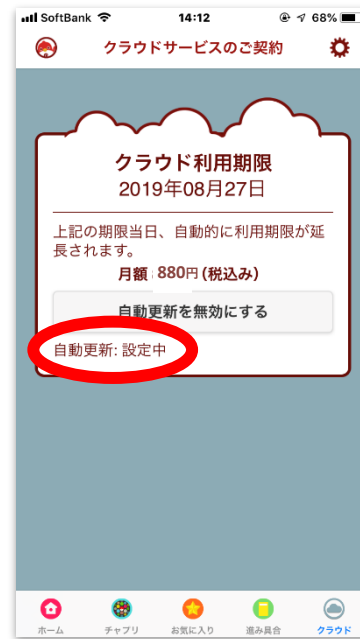 SoftBank 14:12 68%
クラウドサービスのご契約
クラウド利用期限
2019年08月27日
上記の期限当日、自動的に利用期限が延
長されます。
月額:880円(税込み)
自動更新を無効にする
自動更新: 設定中
ホーム チャプリ お気に入り 進み具合 クラウド